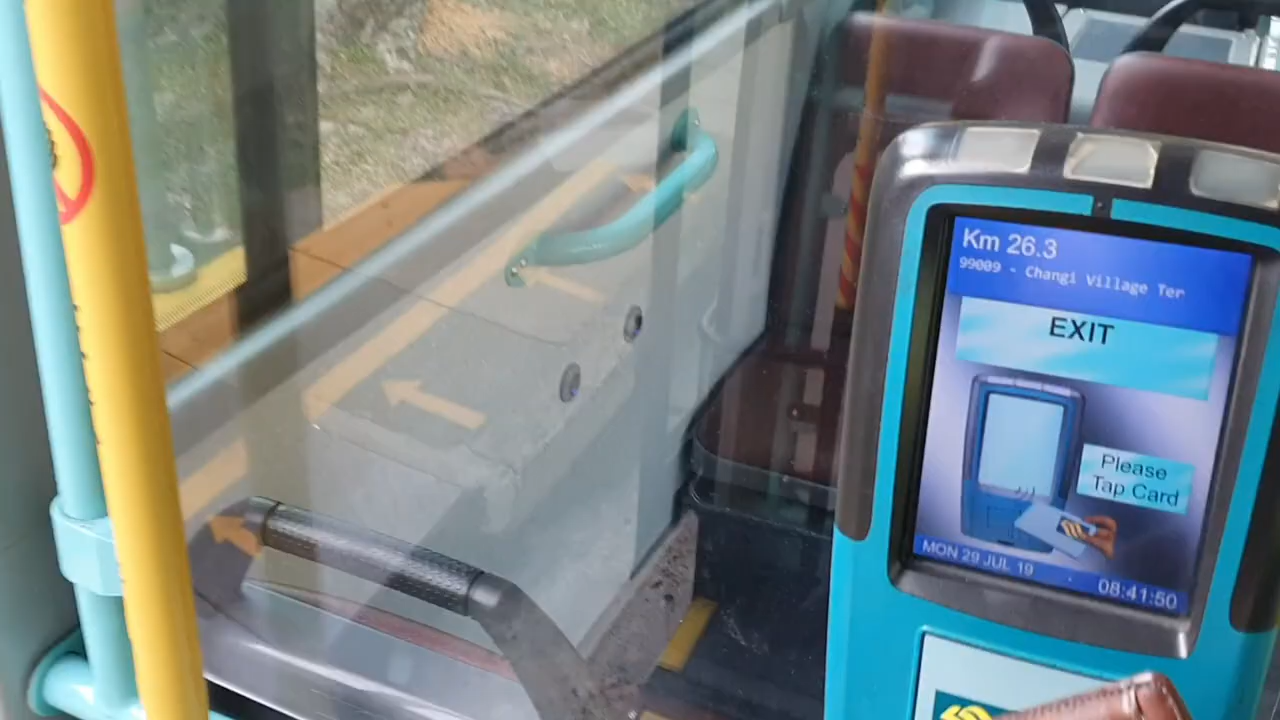 Km 26.3
99009 - Changi Village Ter
EXIT
Please
Tap Card
MON 29 JUL 19
08:41:50